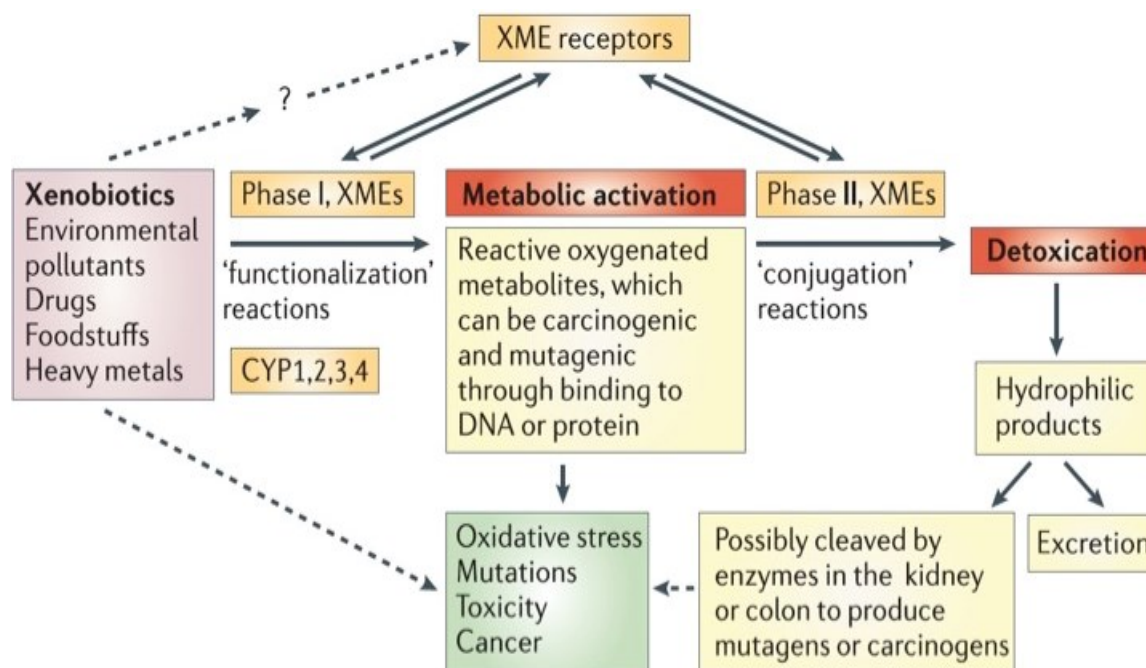 XME receptors
?
Xenobiotics
Environmental
pollutants
Drugs
Foodstuffs
Heavy metals
Phase I, XMEs
'functionalization'
reactions
CYP1,2,3,4
Metabolic activation
Reactive oxygenated
metabolites, which
can be carcinogenic
and mutagenic
through binding to
DNA or protein
Phase II, XMEs
'conjugation'
reactions
Detoxication
Hydrophilic
products
Oxidative stress
Mutations
Toxicity
Cancer
Possibly cleaved by
enzymes in the kidney
or colon to produce
mutagens or carcinogens
Excretion